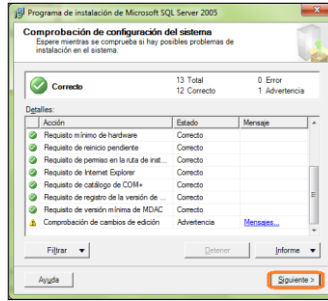 Programa de instalación de Microsoft SQL Server 2005
Comprobación de configuración del sistema
Espere mientras se comprueba si hay posibles problemas de
instalación en el sistema.
Correcto
13 Total
0 Error
12 Correcto
1 Advertencia
Detalles:
Acción Estado Mensaje
Requisito mínimo de hardware Correcto
Requisito de reinicio pendiente Correcto
Requisito de permiso en la ruta de inst... Correcto
Requisito de Internet Explorer Correcto
Requisito de catálogo de COM+ Correcto
Requisito de registro de la versión de ... Correcto
Requisito de versión mínima de MDAC Correcto
Comprobación de cambios de edición Advertencia Mensajes...
Filtrar Detener Informe
Ayuda Siguiente >